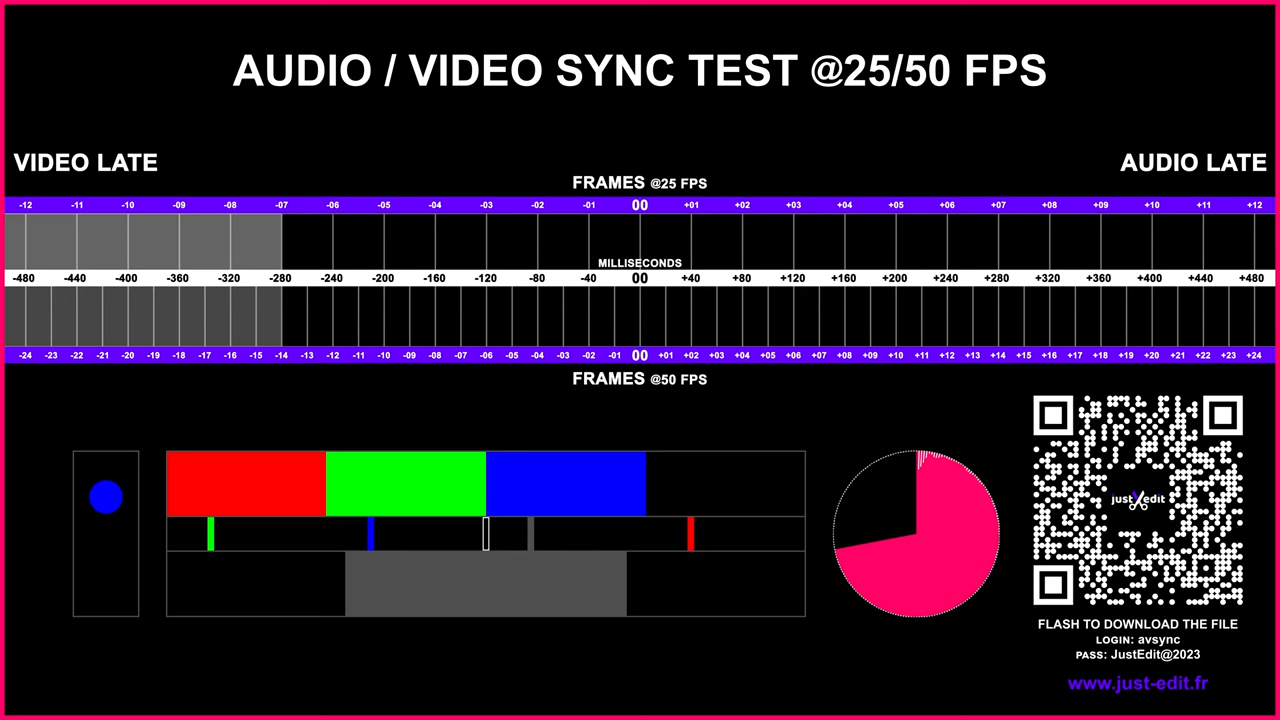 AUDIO / VIDEO SYNC TEST @25/50 FPS
VIDEO LATE
AUDIO LATE
FRAMES @25 FPS
-12 -11 -10 -09 -08 -07 -06 -05 -04 -03 -02 -01 00 +01 +02 +03 +04 +05 +06 +07 +08 +09 +10 +11 +12
MILLISECONDS
-480 -440 -400 -360 -320 -280 -240 -200 -160 -120 -80 -40 00 +40 +80 +120 +160 +200 +240 +280 +320 +360 +400 +440 +480
-24 -23 -22 -21 -20 -19 -18 -17 -16 -15 -14 -13 -12 -11 -10 -09 -08 -07 -06 -05 -04 -03 -02 -01 00 +01 +02 +03 +04 +05 +06 +07 +08 +09 +10 +11 +12 +13 +14 +15 +16 +17 +18 +19 +20 +21 +22 +23 +24
FRAMES @50 FPS
just edit
FLASH TO DOWNLOAD THE FILE
LOGIN: avsync
PASS: JustEdit@2023
www.just-edit.fr